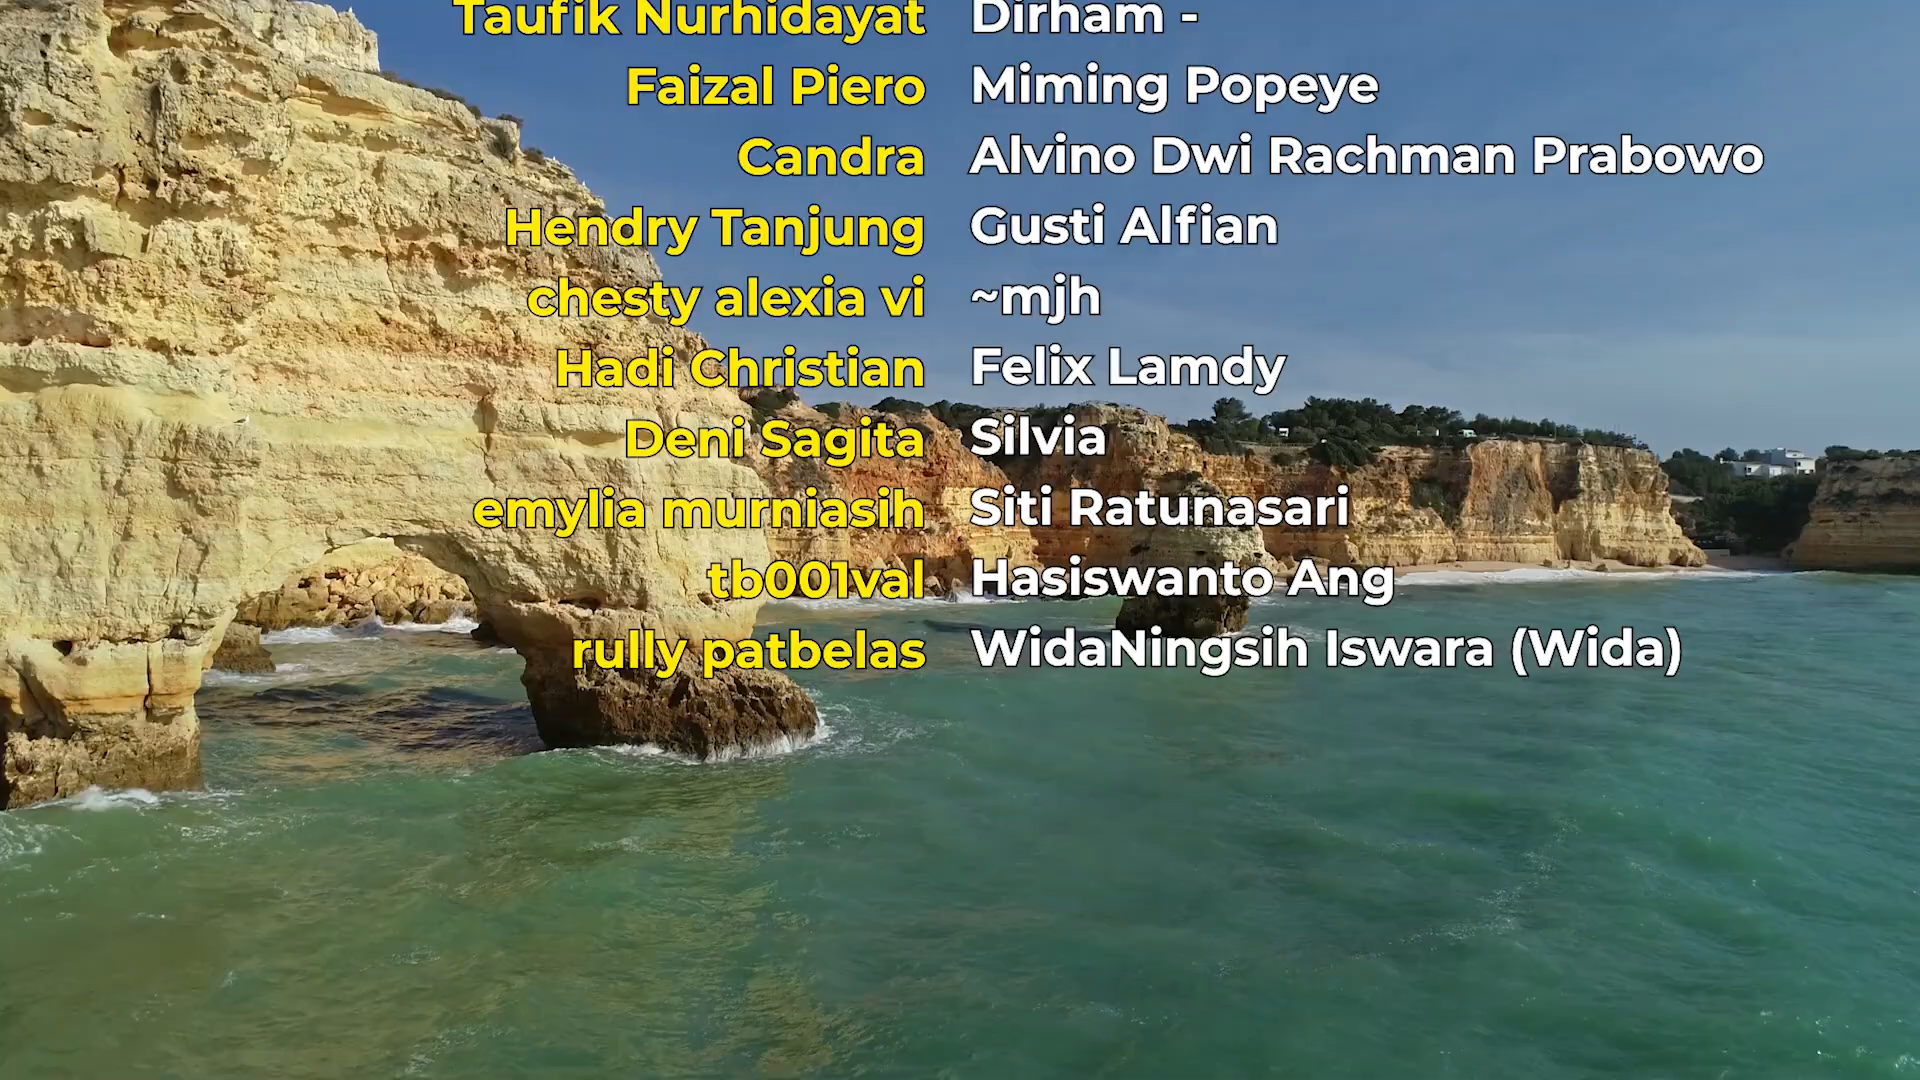 Taufik Nurhidayat Dirham -
Faizal Piero Miming Popeye
Candra Alvino Dwi Rachman Prabowo
Hendry Tanjung Gusti Alfian
chesty alexia vi ~mjh
Hadi Christian Felix Lamdy
Deni Sagita Silvia
emylia murniasih Siti Ratunasari
tb001val Hasiswanto Ang
rully patbelas WidaNingsih Iswara (Wida)